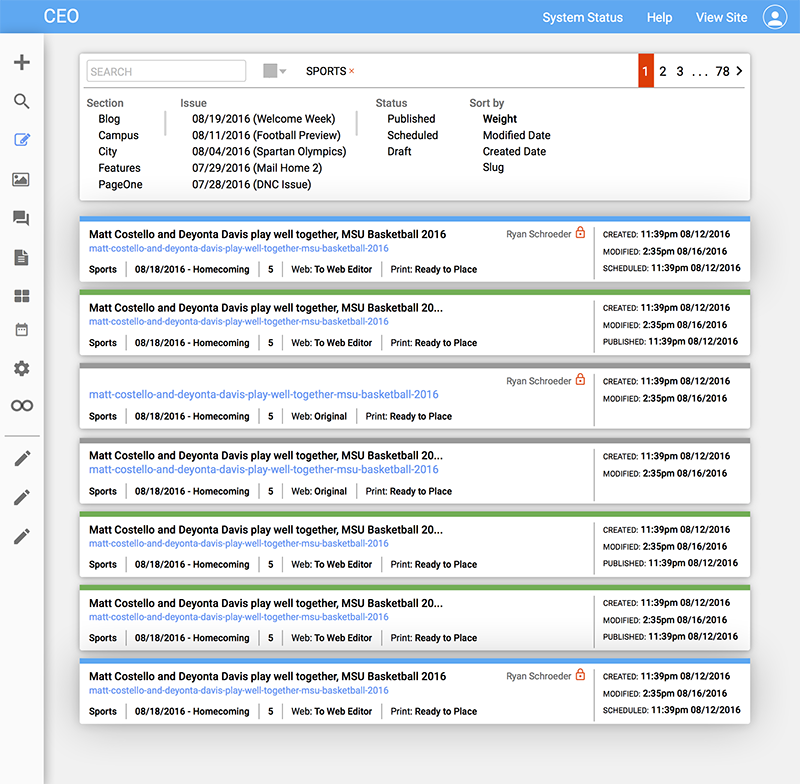 CEO System Status Help View Site
SEARCH SPORTS × 1 2 3 ... 78
Section Issue Status Sort by
Blog 08/19/2016 (Welcome Week) Published Weight
Campus 08/11/2016 (Football Preview) Scheduled Modified Date
City 08/04/2016 (Spartan Olympics) Draft Created Date
Features 07/29/2016 (Mail Home 2) Slug
PageOne 07/28/2016 (DNC Issue)
Matt Costello and Deyonta Davis play well together, MSU Basketball 2016 Ryan Schroeder CREATED: 11:39pm 08/12/2016
matt-costello-and-deyonta-davis-play-well-together-msu-basketball-2016 MODIFIED: 2:35pm 08/16/2016
Sports 08/18/2016 - Homecoming 5 Web: To Web Editor Print: Ready to Place SCHEDULED: 11:39pm 08/12/2016
Matt Costello and Deyonta Davis play well together, MSU Basketball 20... CREATED: 11:39pm 08/12/2016
matt-costello-and-deyonta-davis-play-well-together-msu-basketball-2016 MODIFIED: 2:35pm 08/16/2016
Sports 08/18/2016 - Homecoming 5 Web: To Web Editor Print: Ready to Place PUBLISHED: 11:39pm 08/12/2016
Ryan Schroeder CREATED: 11:39pm 08/12/2016
matt-costello-and-deyonta-davis-play-well-together-msu-basketball-2016 MODIFIED: 2:35pm 08/16/2016
Sports 08/18/2016 - Homecoming 5 Web: Original Print: Ready to Place
Matt Costello and Deyonta Davis play well together, MSU Basketball 20... CREATED: 11:39pm 08/12/2016
matt-costello-and-deyonta-davis-play-well-together-msu-basketball-2016 MODIFIED: 2:35pm 08/16/2016
Sports 08/18/2016 - Homecoming 5 Web: Original Print: Ready to Place
Matt Costello and Deyonta Davis play well together, MSU Basketball 20... CREATED: 11:39pm 08/12/2016
matt-costello-and-deyonta-davis-play-well-together-msu-basketball-2016 MODIFIED: 2:35pm 08/16/2016
Sports 08/18/2016 - Homecoming 5 Web: To Web Editor Print: Ready to Place PUBLISHED: 11:39pm 08/12/2016
Matt Costello and Deyonta Davis play well together, MSU Basketball 20... CREATED: 11:39pm 08/12/2016
matt-costello-and-deyonta-davis-play-well-together-msu-basketball-2016 MODIFIED: 2:35pm 08/16/2016
Sports 08/18/2016 - Homecoming 5 Web: To Web Editor Print: Ready to Place PUBLISHED: 11:39pm 08/12/2016
Matt Costello and Deyonta Davis play well together, MSU Basketball 2016 Ryan Schroeder CREATED: 11:39pm 08/12/2016
matt-costello-and-deyonta-davis-play-well-together-msu-basketball-2016 MODIFIED: 2:35pm 08/16/2016
Sports 08/18/2016 - Homecoming 5 Web: To Web Editor Print: Ready to Place SCHEDULED: 11:39pm 08/12/2016